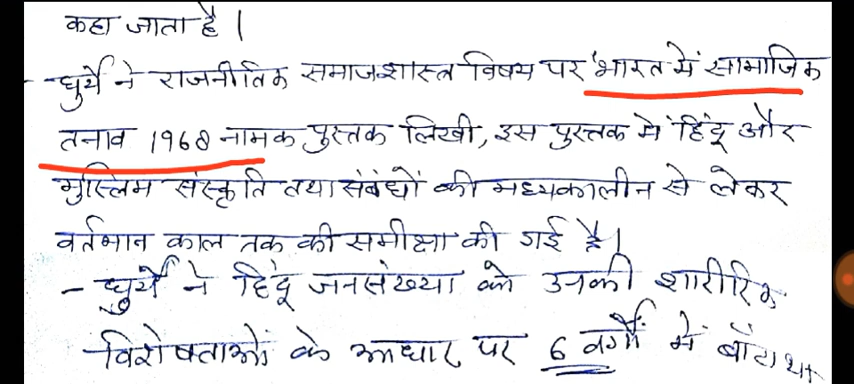 कहा जाता है।
- घुर्ये ने राजनीतिक समाजशास्त्र विषय पर 'भारत में सामाजिक
तनाव 1968 नामक पुस्तक लिखी, इस पुस्तक में हिंदू और
मुस्लिम संस्कृति तथा संबंधों की मध्यकालीन से लेकर
वर्तमान काल तक की समीक्षा की गई है।
- घुर्ये ने हिंदू जनसंख्या को उनकी शारीरिक
विशेषताओं के आधार पर 6 वर्गों में बाँटा था